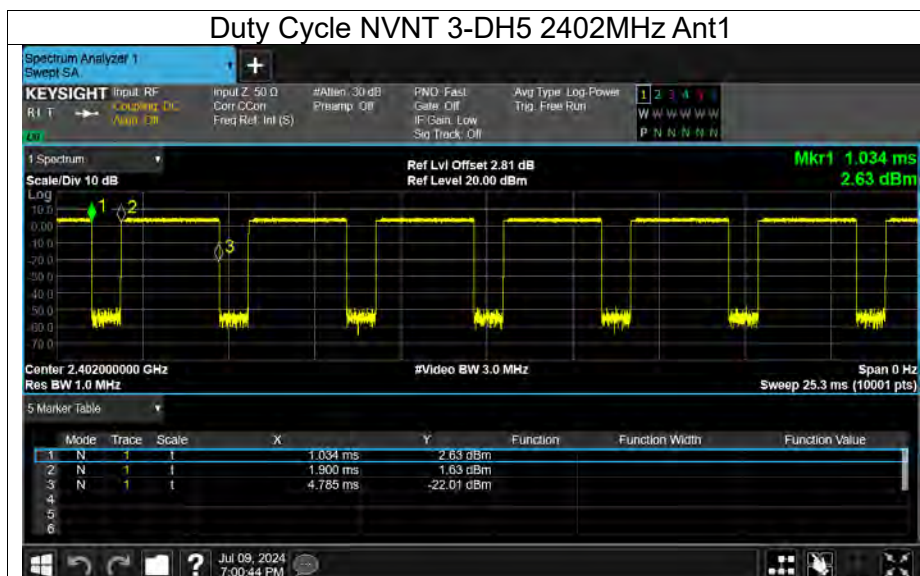 Duty Cycle NVNT 3-DH5 2402MHz Ant1
Spectrum Analyzer 1
Swept SA
+
KEYSIGHT Input: RF Input Z: 50 Ω #Atten: 30 dB PNO: Fast Avg Type: Log-Power 1 2 3 4 5 6
R L T Coupling: DC Corr CCorr Preamp: Off Gate: Off Trig: Free Run W W W W W W
Align: Off Freq Ref: Int (S) IF Gain: Low P N N N N N
Sig Track: Off
1 Spectrum Ref Lvl Offset 2.81 dB Mkr1 1.034 ms
Scale/Div 10 dB Ref Level 20.00 dBm 2.63 dBm
Log
10.0
0.00
-10.0
-20.0
-30.0
-40.0
-50.0
-60.0
-70.0
1
2
3
Center 2.402000000 GHz #Video BW 3.0 MHz Span 0 Hz
Res BW 1.0 MHz Sweep 25.3 ms (10001 pts)
5 Marker Table
Mode Trace Scale X Y Function Function Width Function Value
1 N 1 t 1.034 ms 2.63 dBm
2 N 1 t 1.900 ms 1.63 dBm
3 N 1 t 4.785 ms -22.01 dBm
4
5
6
? Jul 09, 2024
7:00:44 PM